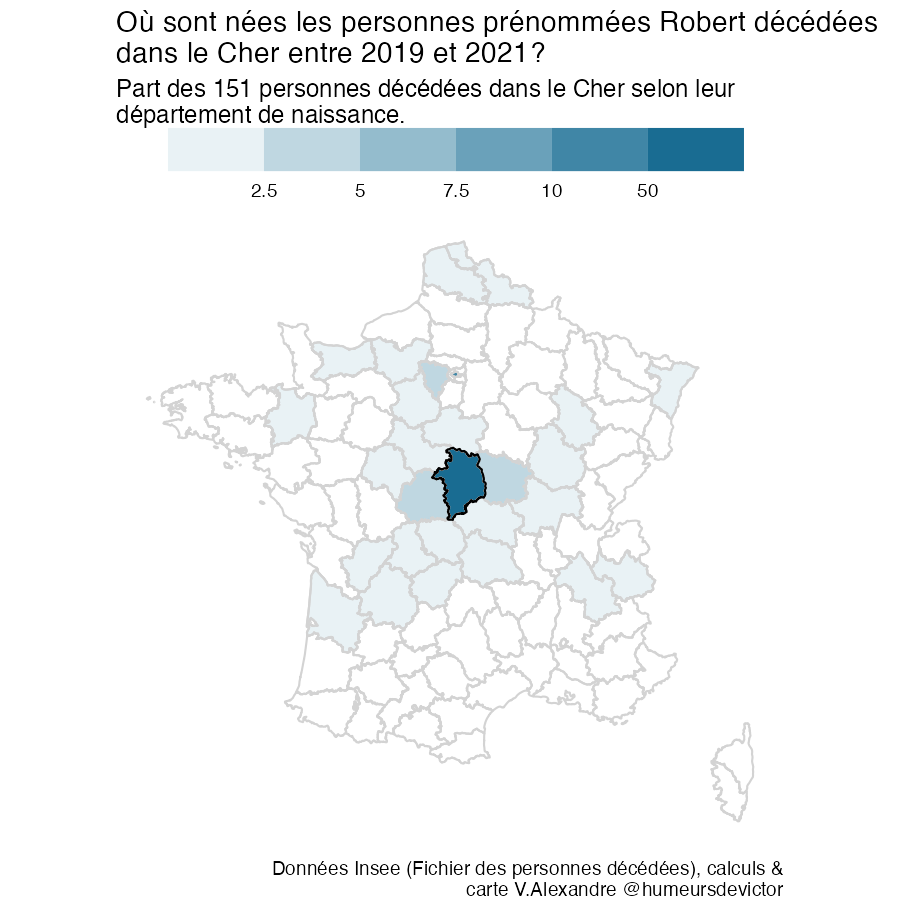 Où sont nées les personnes prénommées Robert décédées
dans le Cher entre 2019 et 2021?
Part des 151 personnes décédées dans le Cher selon leur
département de naissance.
2.5 5 7.5 10 50
Données Insee (Fichier des personnes décédées), calculs &
carte V.Alexandre @humeursdevictor